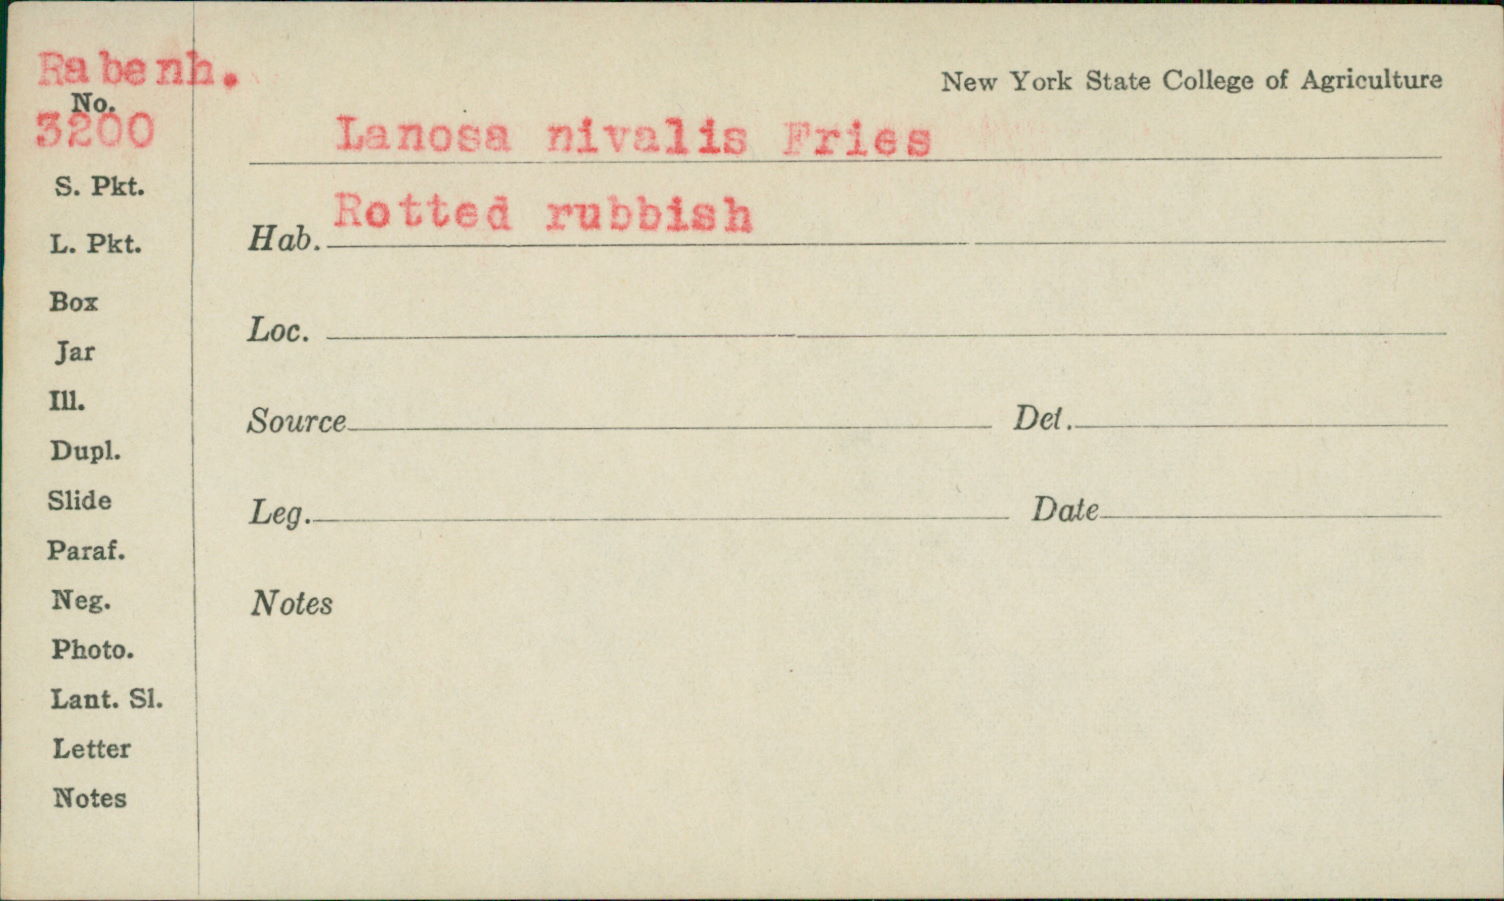 Rabenh.
No.
3200
New York State College of Agriculture
Lanosa nivalis Fries
Hab. Rotted rubbish
Loc.
Source Det.
Leg. Date
Notes
S. Pkt.
L. Pkt.
Box
Jar
Ill.
Dupl.
Slide
Paraf.
Neg.
Photo.
Lant. Sl.
Letter
Notes